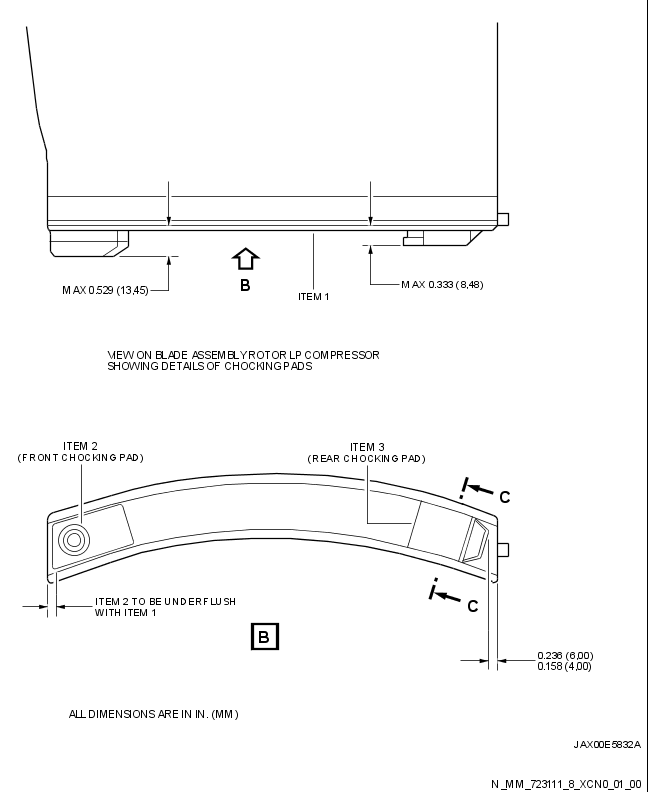 MAX 0.529 (13,45)
B
ITEM 1
MAX 0.333 (8,48)
VIEW ON BLADE ASSEMBLY ROTOR LP COMPRESSOR
SHOWING DETAILS OF CHOCKING PADS
ITEM 2
(FRONT CHOCKING PAD)
ITEM 3
(REAR CHOCKING PAD)
C
C
ITEM 2 TO BE UNDERFLUSH
WITH ITEM 1
B
0.236 (6,00)
0.158 (4,00)
ALL DIMENSIONS ARE IN IN. (MM)
JAX00E5832A
N_MM_723111_8_XCN0_01_00